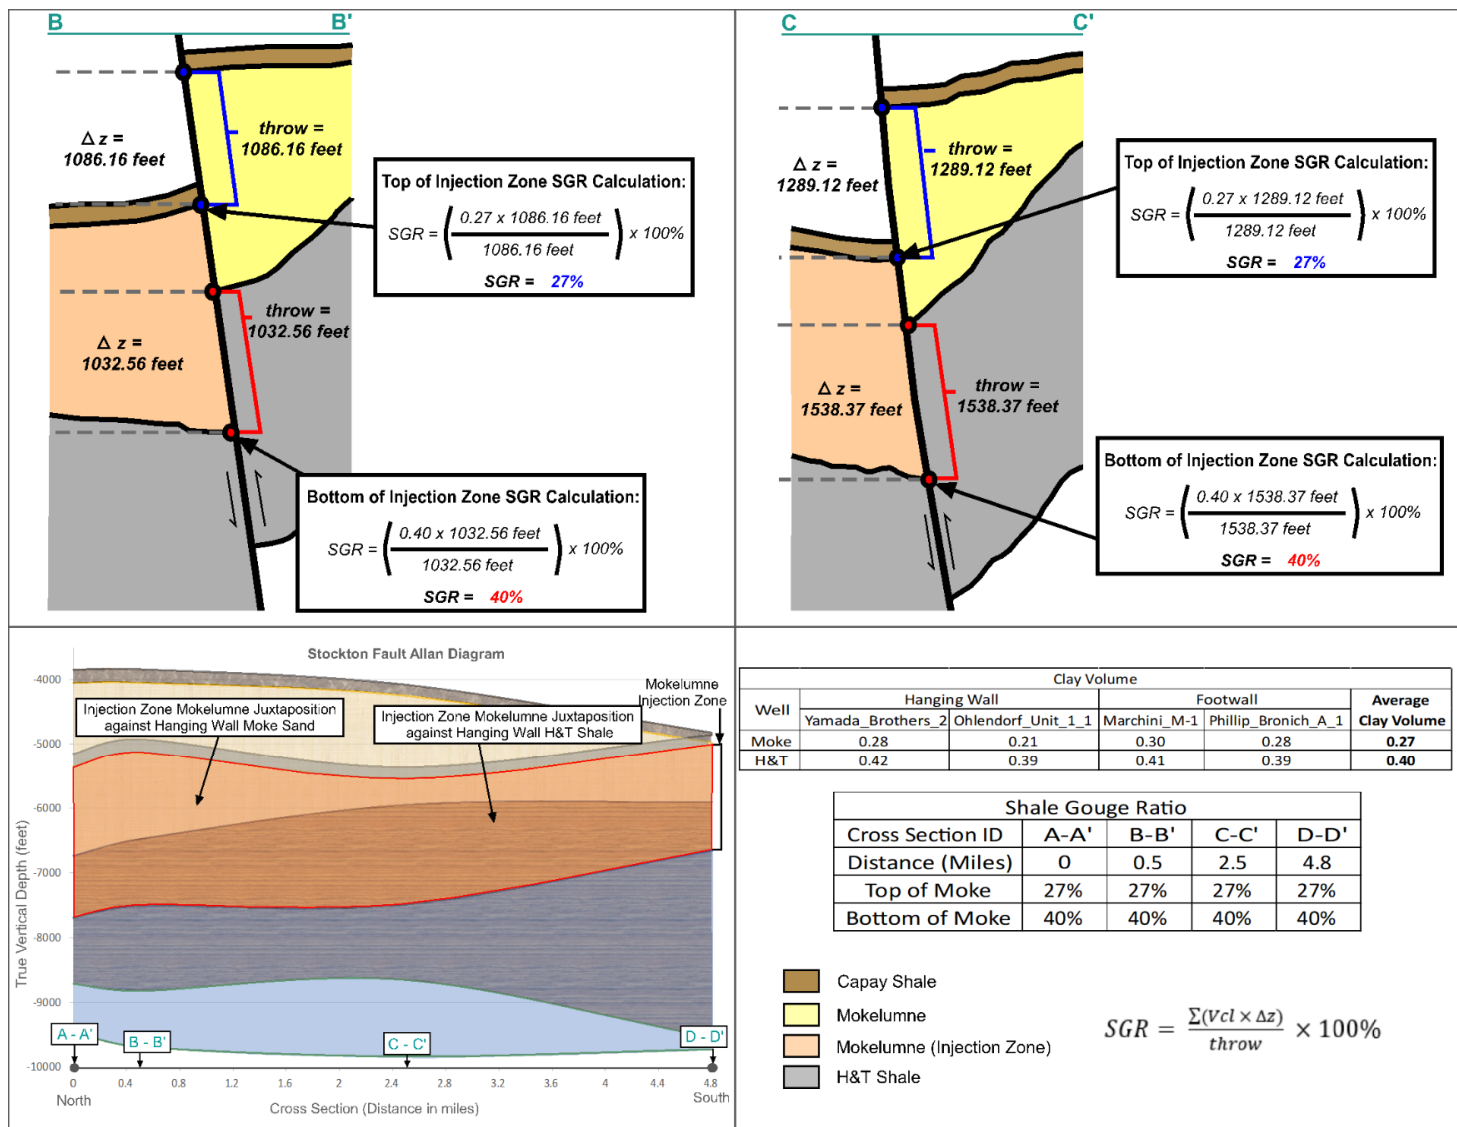 B B'
Δ z =
1086.16 feet
throw =
1086.16 feet
Top of Injection Zone SGR Calculation:
SGR = ( 0.27 x 1086.16 feet
1086.16 feet ) x 100%
SGR = 27%
Δ z =
1032.56 feet
throw =
1032.56 feet
Bottom of Injection Zone SGR Calculation:
SGR = ( 0.40 x 1032.56 feet
1032.56 feet ) x 100%
SGR = 40%
C C'
Δ z =
1289.12 feet
throw =
1289.12 feet
Top of Injection Zone SGR Calculation:
SGR = ( 0.27 x 1289.12 feet
1289.12 feet ) x 100%
SGR = 27%
Δ z =
1538.37 feet
throw =
1538.37 feet
Bottom of Injection Zone SGR Calculation:
SGR = ( 0.40 x 1538.37 feet
1538.37 feet ) x 100%
SGR = 40%
Stockton Fault Allan Diagram
Mokelumne
Injection Zone
Injection Zone Mokelumne Juxtaposition
against Hanging Wall Moke Sand
Injection Zone Mokelumne Juxtaposition
against Hanging Wall H&T Shale
True Vertical Depth (feet)
-4000
-5000
-6000
-7000
-8000
-9000
-10000
A - A' B - B' C - C' D - D'
0 0.4 0.8 1.2 1.6 2 2.4 2.8 3.2 3.6 4 4.4 4.8
North Cross Section (Distance in miles) South
Clay Volume
Well Hanging Wall Footwall Average
Clay Volume
Yamada_Brothers_2 Ohlendorf_Unit_1_1 Marchini_M-1 Phillip_Bronich_A_1
Moke 0.28 0.21 0.30 0.28 0.27
H&T 0.42 0.39 0.41 0.39 0.40
Shale Gouge Ratio
Cross Section ID A-A' B-B' C-C' D-D'
Distance (Miles) 0 0.5 2.5 4.8
Top of Moke 27% 27% 27% 27%
Bottom of Moke 40% 40% 40% 40%
Capay Shale
Mokelumne
Mokelumne (Injection Zone)
H&T Shale
SGR = ∑(Vcl × Δz)
throw × 100%